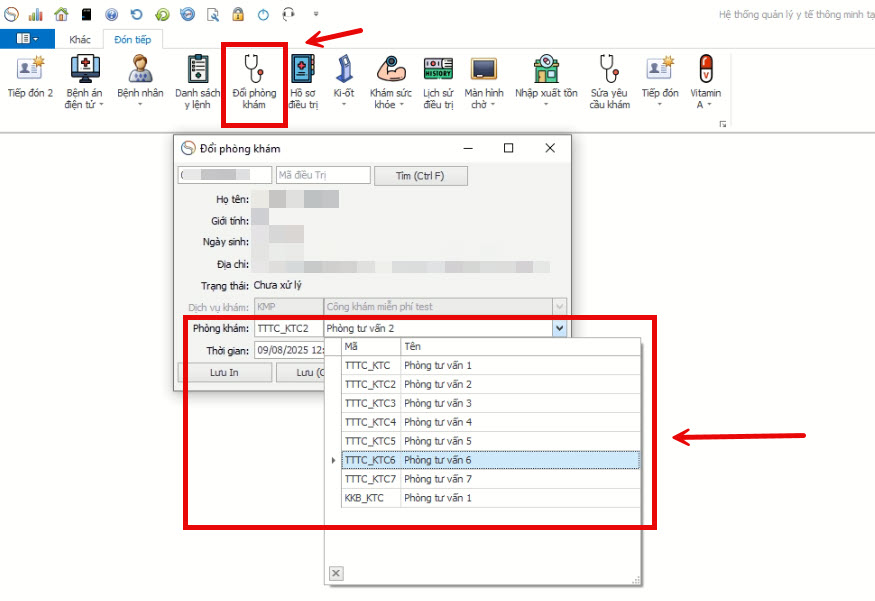 Hệ thống quản lý y tế thông minh tạ
Khác
Đón tiếp
Tiếp đón 2
Bệnh án điện tử
Bệnh nhân
Danh sách y lệnh
Đổi phòng khám
Hồ sơ điều trị
Ki-ốt
HISTORY
Khám sức khỏe
Lịch sử điều trị
Màn hình chờ
Nhập xuất tồn
Sửa yêu cầu khám
Tiếp đón
Vitamin A
Đổi phòng khám
Mã điều Trị
Tìm (Ctrl F)
Họ tên:
Giới tính:
Ngày sinh:
Địa chỉ:
Trạng thái: Chưa xử lý
Dịch vụ khám: KMP Công khám miễn phí test
Phòng khám: TTTC_KTC2 Phòng tư vấn 2
Thời gian: 09/08/2025 12:
Lưu In
Lưu (C
Mã Tên
TTTC_KTC Phòng tư vấn 1
TTTC_KTC2 Phòng tư vấn 2
TTTC_KTC3 Phòng tư vấn 3
TTTC_KTC4 Phòng tư vấn 4
TTTC_KTC5 Phòng tư vấn 5
TTTC_KTC6 Phòng tư vấn 6
TTTC_KTC7 Phòng tư vấn 7
KKB_KTC Phòng tư vấn 1